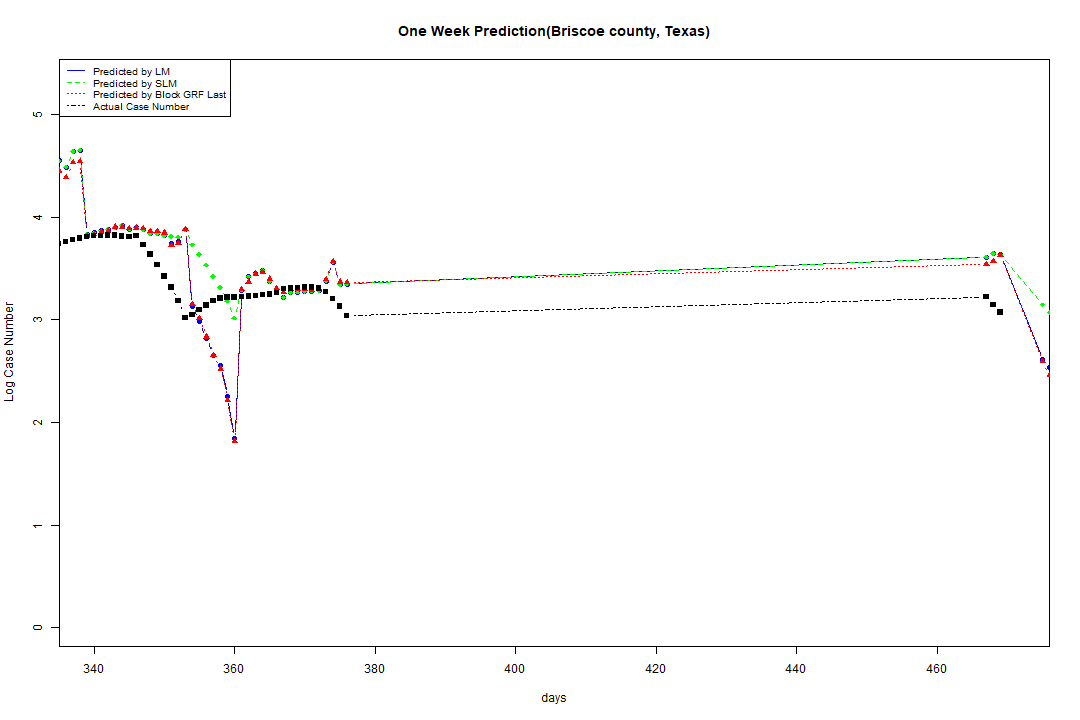 One Week Prediction(Briscoe county, Texas)
Predicted by LM
Predicted by SLM
Predicted by Block GRF Last
Actual Case Number
5
4
3
2
1
0
Log Case Number
340 360 380 400 420 440 460
days